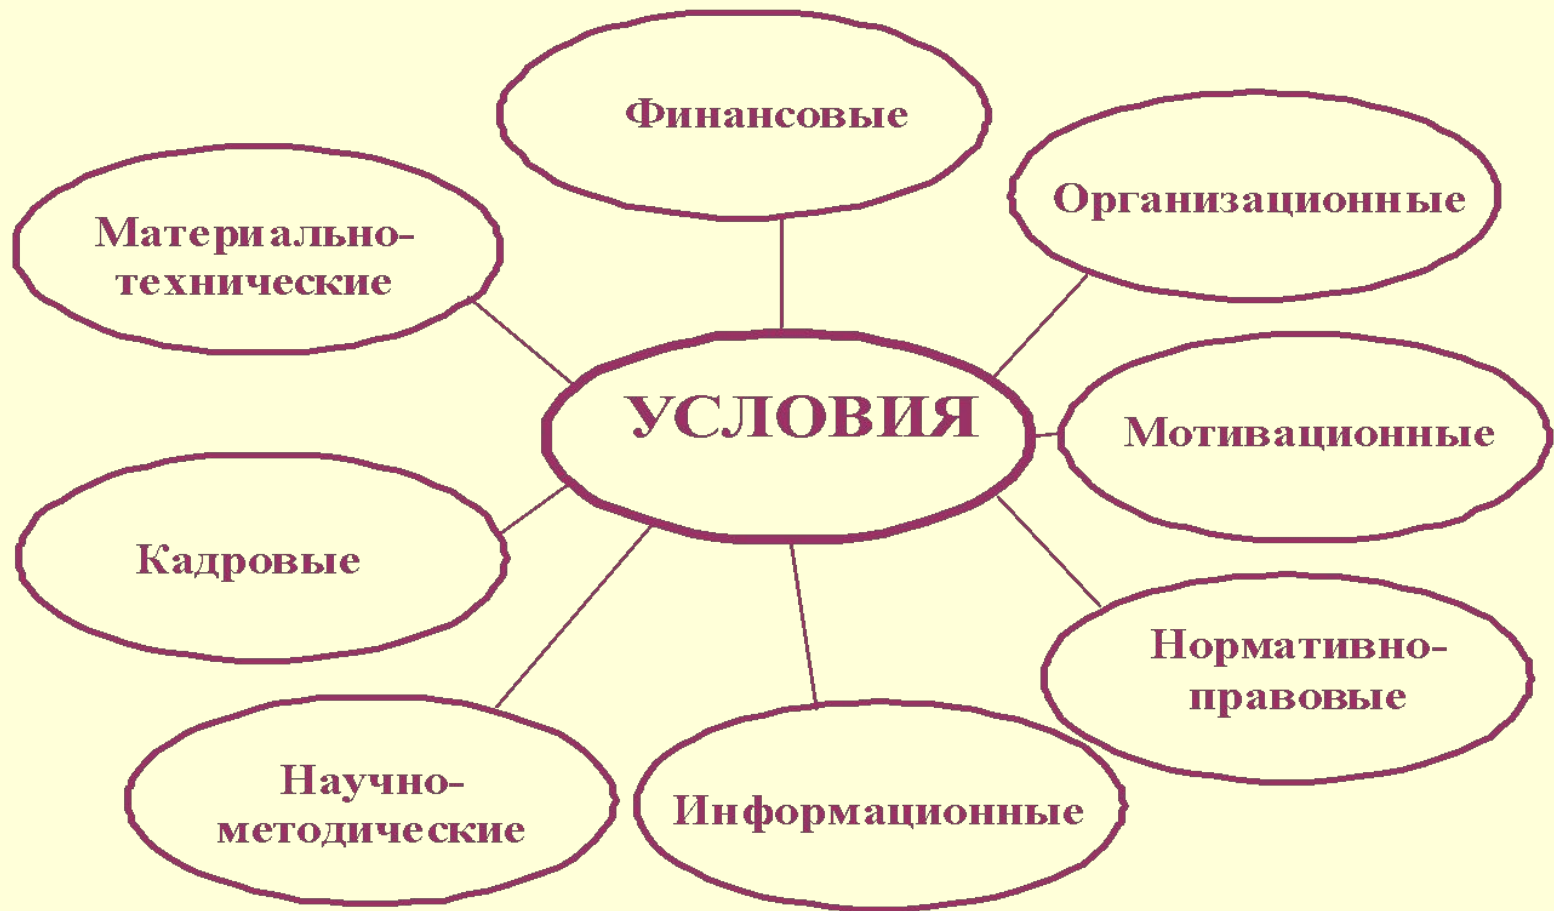 Финансовые
Организационные
Материально-
технические
УСЛОВИЯ
Мотивационные
Кадровые
Нормативно-
правовые
Научно-
методические
Информационные